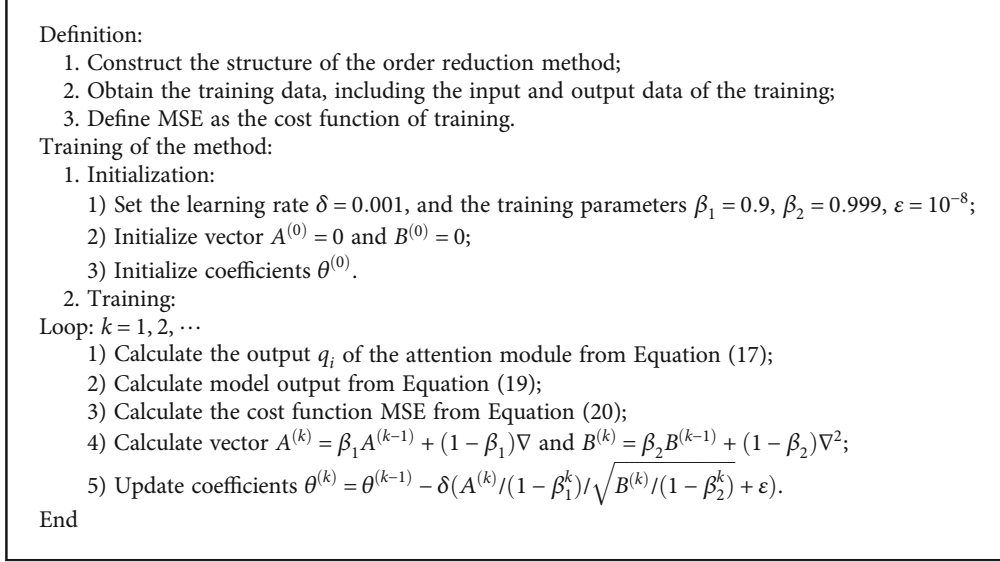 Definition:
1. Construct the structure of the order reduction method;
2. Obtain the training data, including the input and output data of the training;
3. Define MSE as the cost function of training.
Training of the method:
1. Initialization:
1) Set the learning rate δ = 0.001, and the training parameters β₁ = 0.9, β₂ = 0.999, ε = 10⁻⁸;
2) Initialize vector A⁽⁰⁾ = 0 and B⁽⁰⁾ = 0;
3) Initialize coefficients θ⁽⁰⁾.
2. Training:
Loop: k = 1, 2, ⋯
1) Calculate the output qᵢ of the attention module from Equation (17);
2) Calculate model output from Equation (19);
3) Calculate the cost function MSE from Equation (20);
4) Calculate vector A⁽ᵏ⁾ = β₁A⁽ᵏ⁻¹⁾ + (1 − β₁)∇ and B⁽ᵏ⁾ = β₂B⁽ᵏ⁻¹⁾ + (1 − β₂)∇²;
5) Update coefficients θ⁽ᵏ⁾ = θ⁽ᵏ⁻¹⁾ − δ(A⁽ᵏ⁾/(1 − β₁ᵏ)/√B⁽ᵏ⁾/(1 − β₂ᵏ) + ε).
End